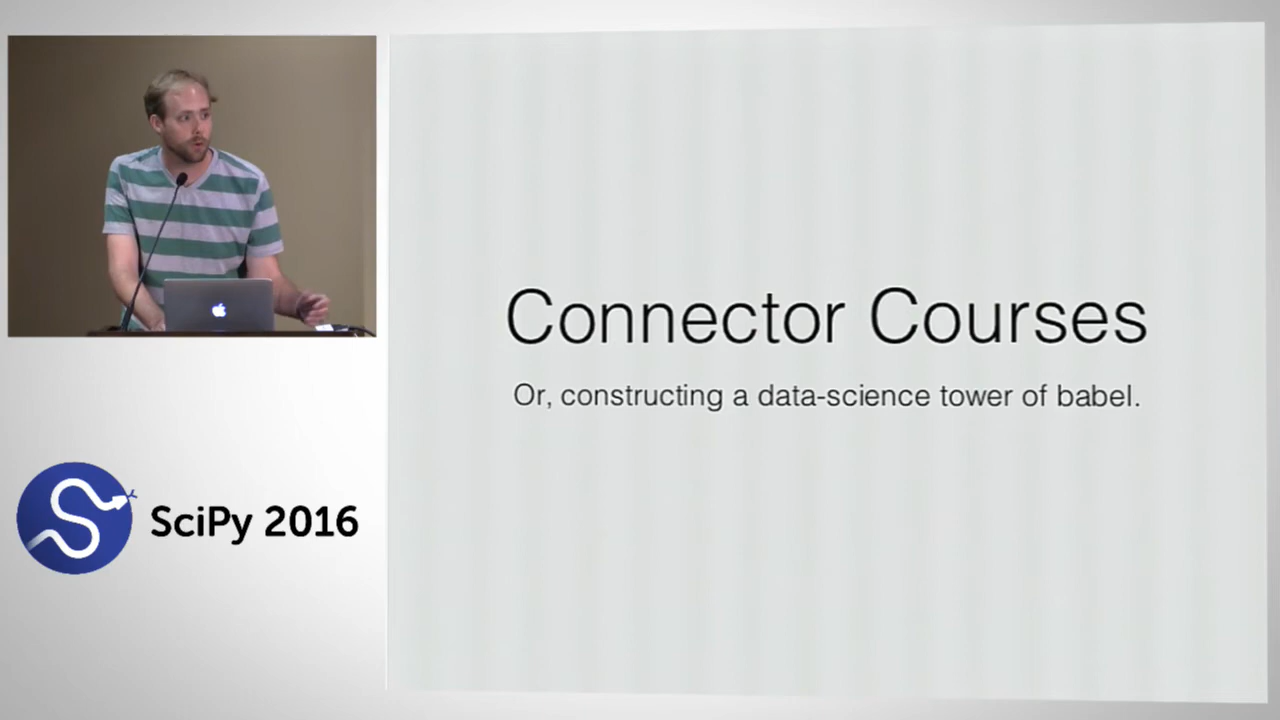 Connector Courses
Or, constructing a data-science tower of babel.
SciPy 2016